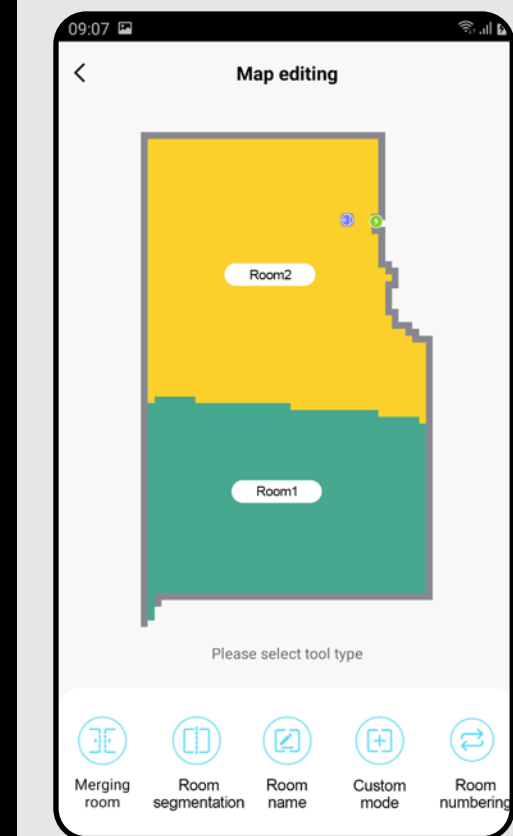 09:07
Map editing
Room2
Room1
Please select tool type
Merging
room
Room
segmentation
Room
name
Custom
mode
Room
numbering